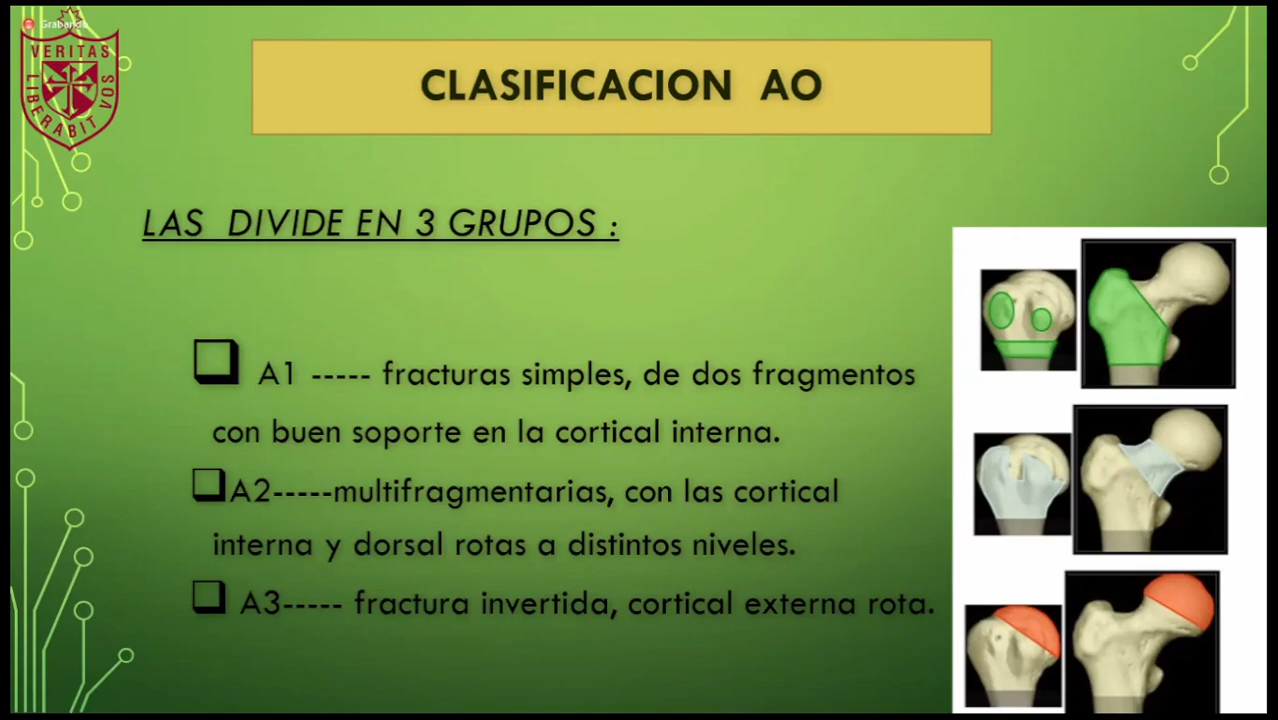 Grabando
VERITAS
LIBERABIT VOS
CLASIFICACION AO
LAS DIVIDE EN 3 GRUPOS :
A1 ----- fracturas simples, de dos fragmentos
con buen soporte en la cortical interna.
A2-----multifragmentarias, con las cortical
interna y dorsal rotas a distintos niveles.
A3----- fractura invertida, cortical externa rota.